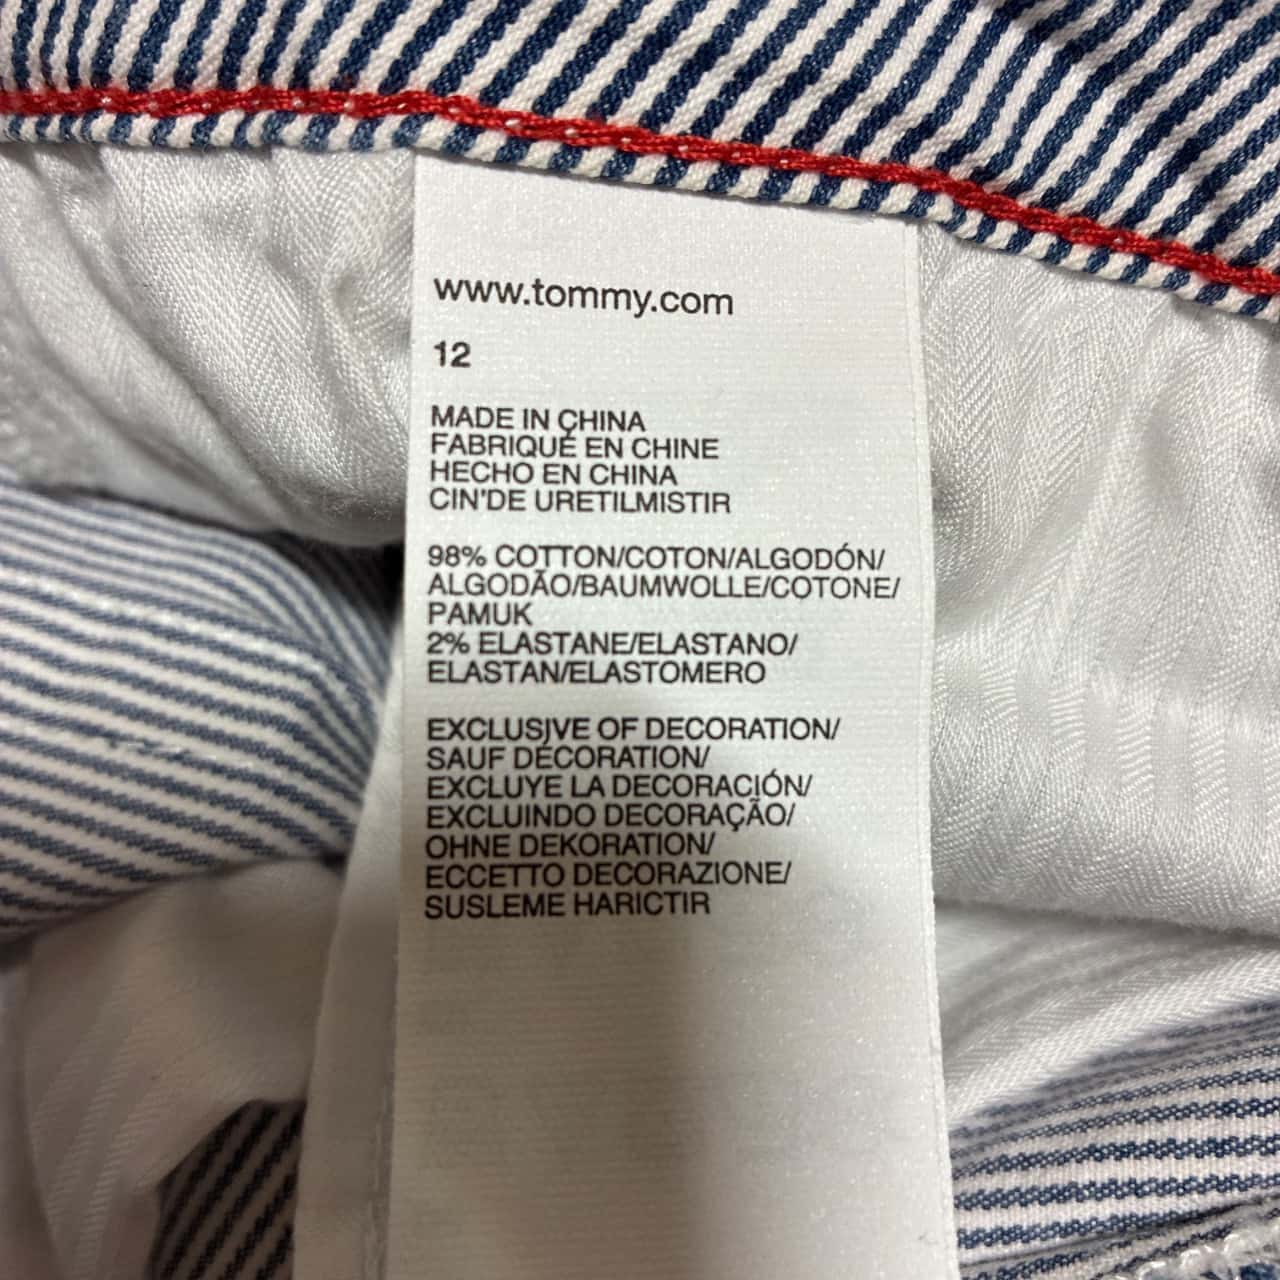 www.tommy.com
12
MADE IN CHINA
FABRIQUÉ EN CHINE
HECHO EN CHINA
CIN'DE URETILMISTIR
98% COTTON/COTON/ALGODÓN/
ALGODÃO/BAUMWOLLE/COTONE/
PAMUK
2% ELASTANE/ELASTANO/
ELASTAN/ELASTOMERO
EXCLUSIVE OF DECORATION/
SAUF DÉCORATION/
EXCLUYE LA DECORACIÓN/
EXCLUINDO DECORAÇÃO/
OHNE DEKORATION/
ECCETTO DECORAZIONE/
SUSLEME HARICTIR